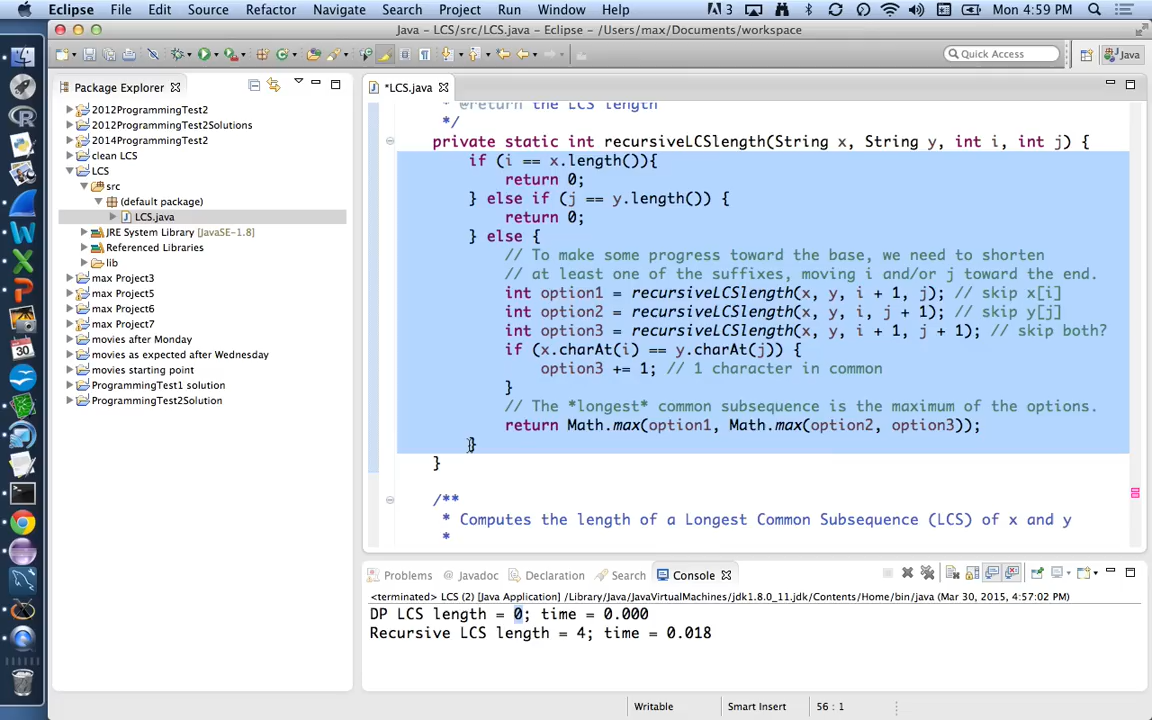 Eclipse File Edit Source Refactor Navigate Search Project Run Window Help 3 Mon 4:59 PM
Java - LCS/src/LCS.java - Eclipse - /Users/max/Documents/workspace
Quick Access
Java
Package Explorer
2012ProgrammingTest2
2012ProgrammingTest2Solutions
2014ProgrammingTest2
clean LCS
LCS
src
(default package)
LCS.java
JRE System Library [JavaSE-1.8]
Referenced Libraries
lib
max Project3
max Project5
max Project6
max Project7
movies after Monday
movies as expected after Wednesday
movies starting point
ProgrammingTest1 solution
ProgrammingTest2Solution
*LCS.java
* @return the LCS length
*/
private static int recursiveLCSlength(String x, String y, int i, int j) {
if (i == x.length()){
return 0;
} else if (j == y.length()) {
return 0;
} else {
// To make some progress toward the base, we need to shorten
// at least one of the suffixes, moving i and/or j toward the end.
int option1 = recursiveLCSlength(x, y, i + 1, j); // skip x[i]
int option2 = recursiveLCSlength(x, y, i, j + 1); // skip y[j]
int option3 = recursiveLCSlength(x, y, i + 1, j + 1); // skip both?
if (x.charAt(i) == y.charAt(j)) {
option3 += 1; // 1 character in common
}
// The *longest* common subsequence is the maximum of the options.
return Math.max(option1, Math.max(option2, option3));
}
}
/**
* Computes the length of a Longest Common Subsequence (LCS) of x and y
*
Problems Javadoc Declaration Search Console
<terminated> LCS (2) [Java Application] /Library/Java/JavaVirtualMachines/jdk1.8.0_11.jdk/Contents/Home/bin/java (Mar 30, 2015, 4:57:02 PM)
DP LCS length = 0; time = 0.000
Recursive LCS length = 4; time = 0.018
Writable Smart Insert 56 : 1